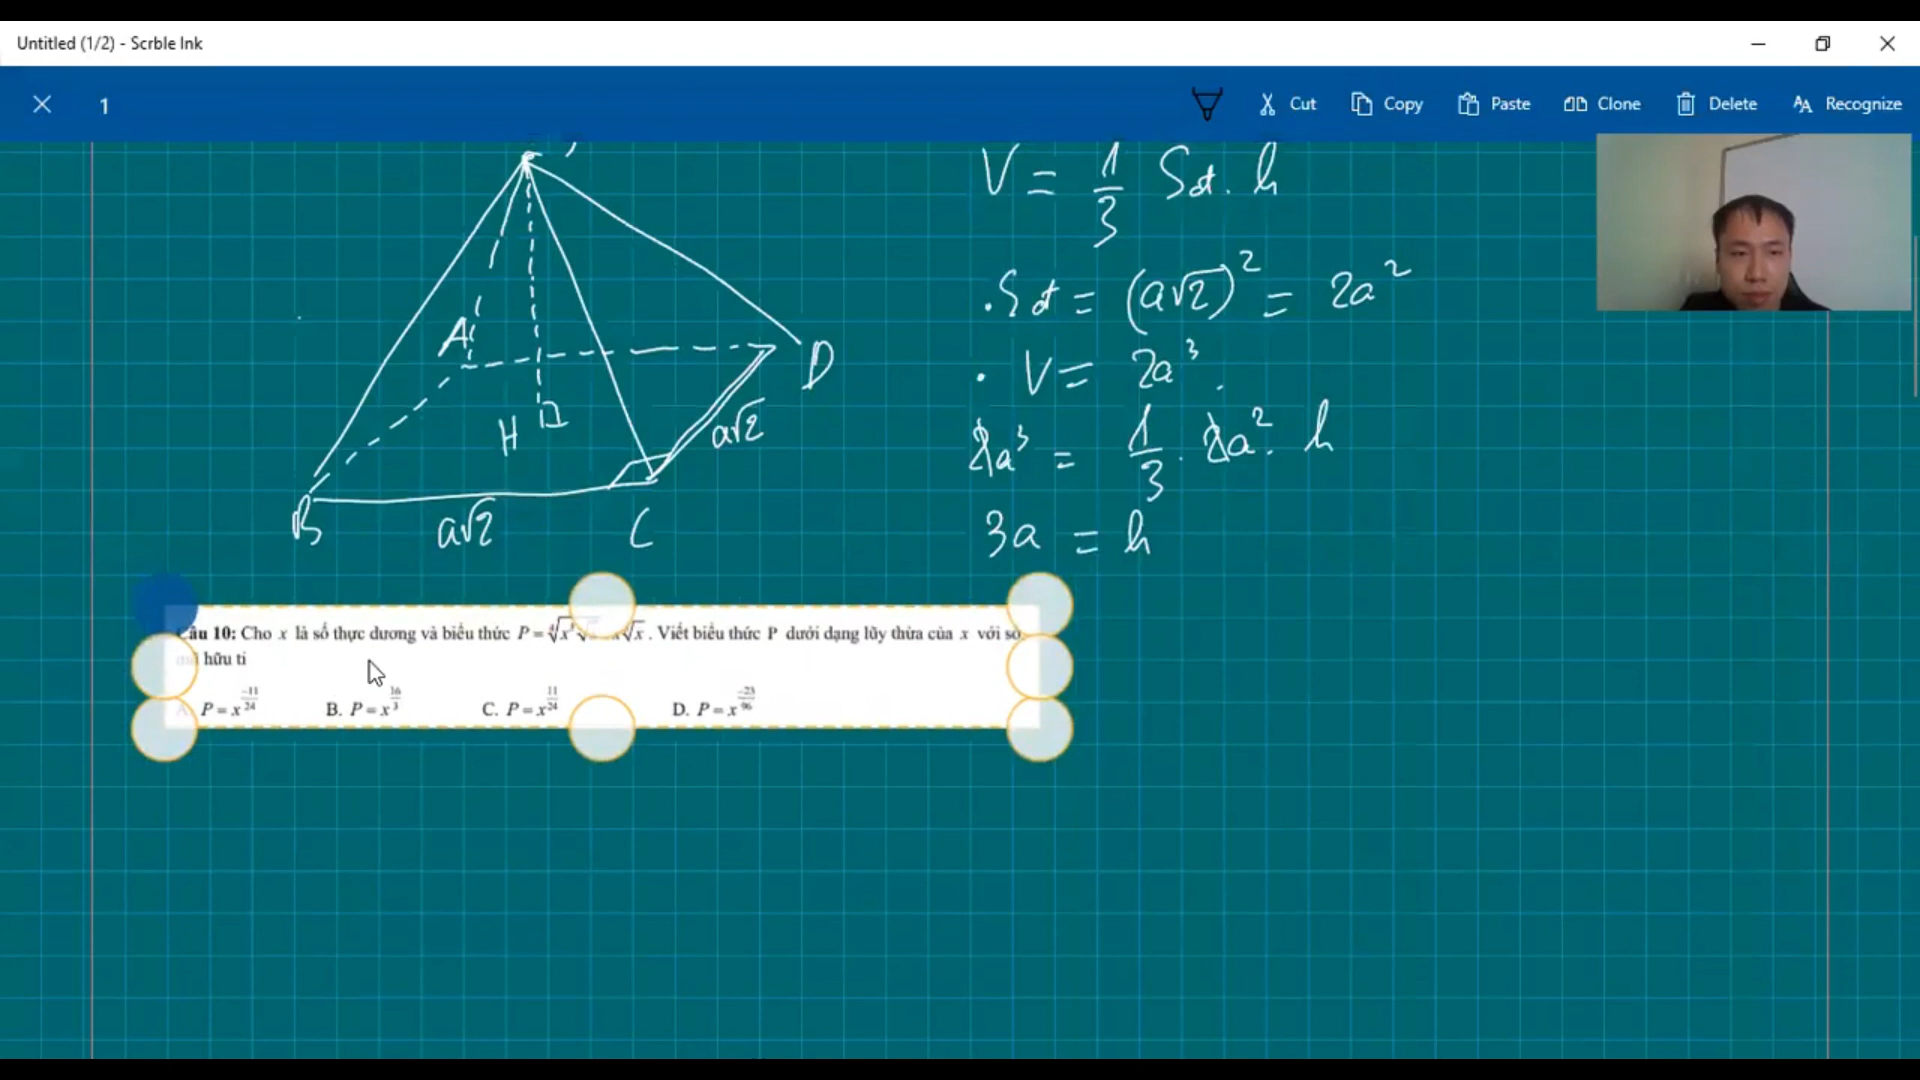 Untitled (1/2) - Scrble Ink
1
Cut
Copy
Paste
Clone
Delete
Recognize
V = 1/3 Sđ. h
. Sđ = (a√2)² = 2a²
. V = 2a³.
2a³ = 1/3 . 2a². h
3a = h
A
D
H
a√2
B
a√2
C
Câu 10: Cho x là số thực dương và biểu thức P = . Viết biểu thức P dưới dạng lũy thừa của x với số
hữu tỉ
P = x^(-11/24) B. P = x^(16/3) C. P = x^(11/24) D. P = x^(-23/96)